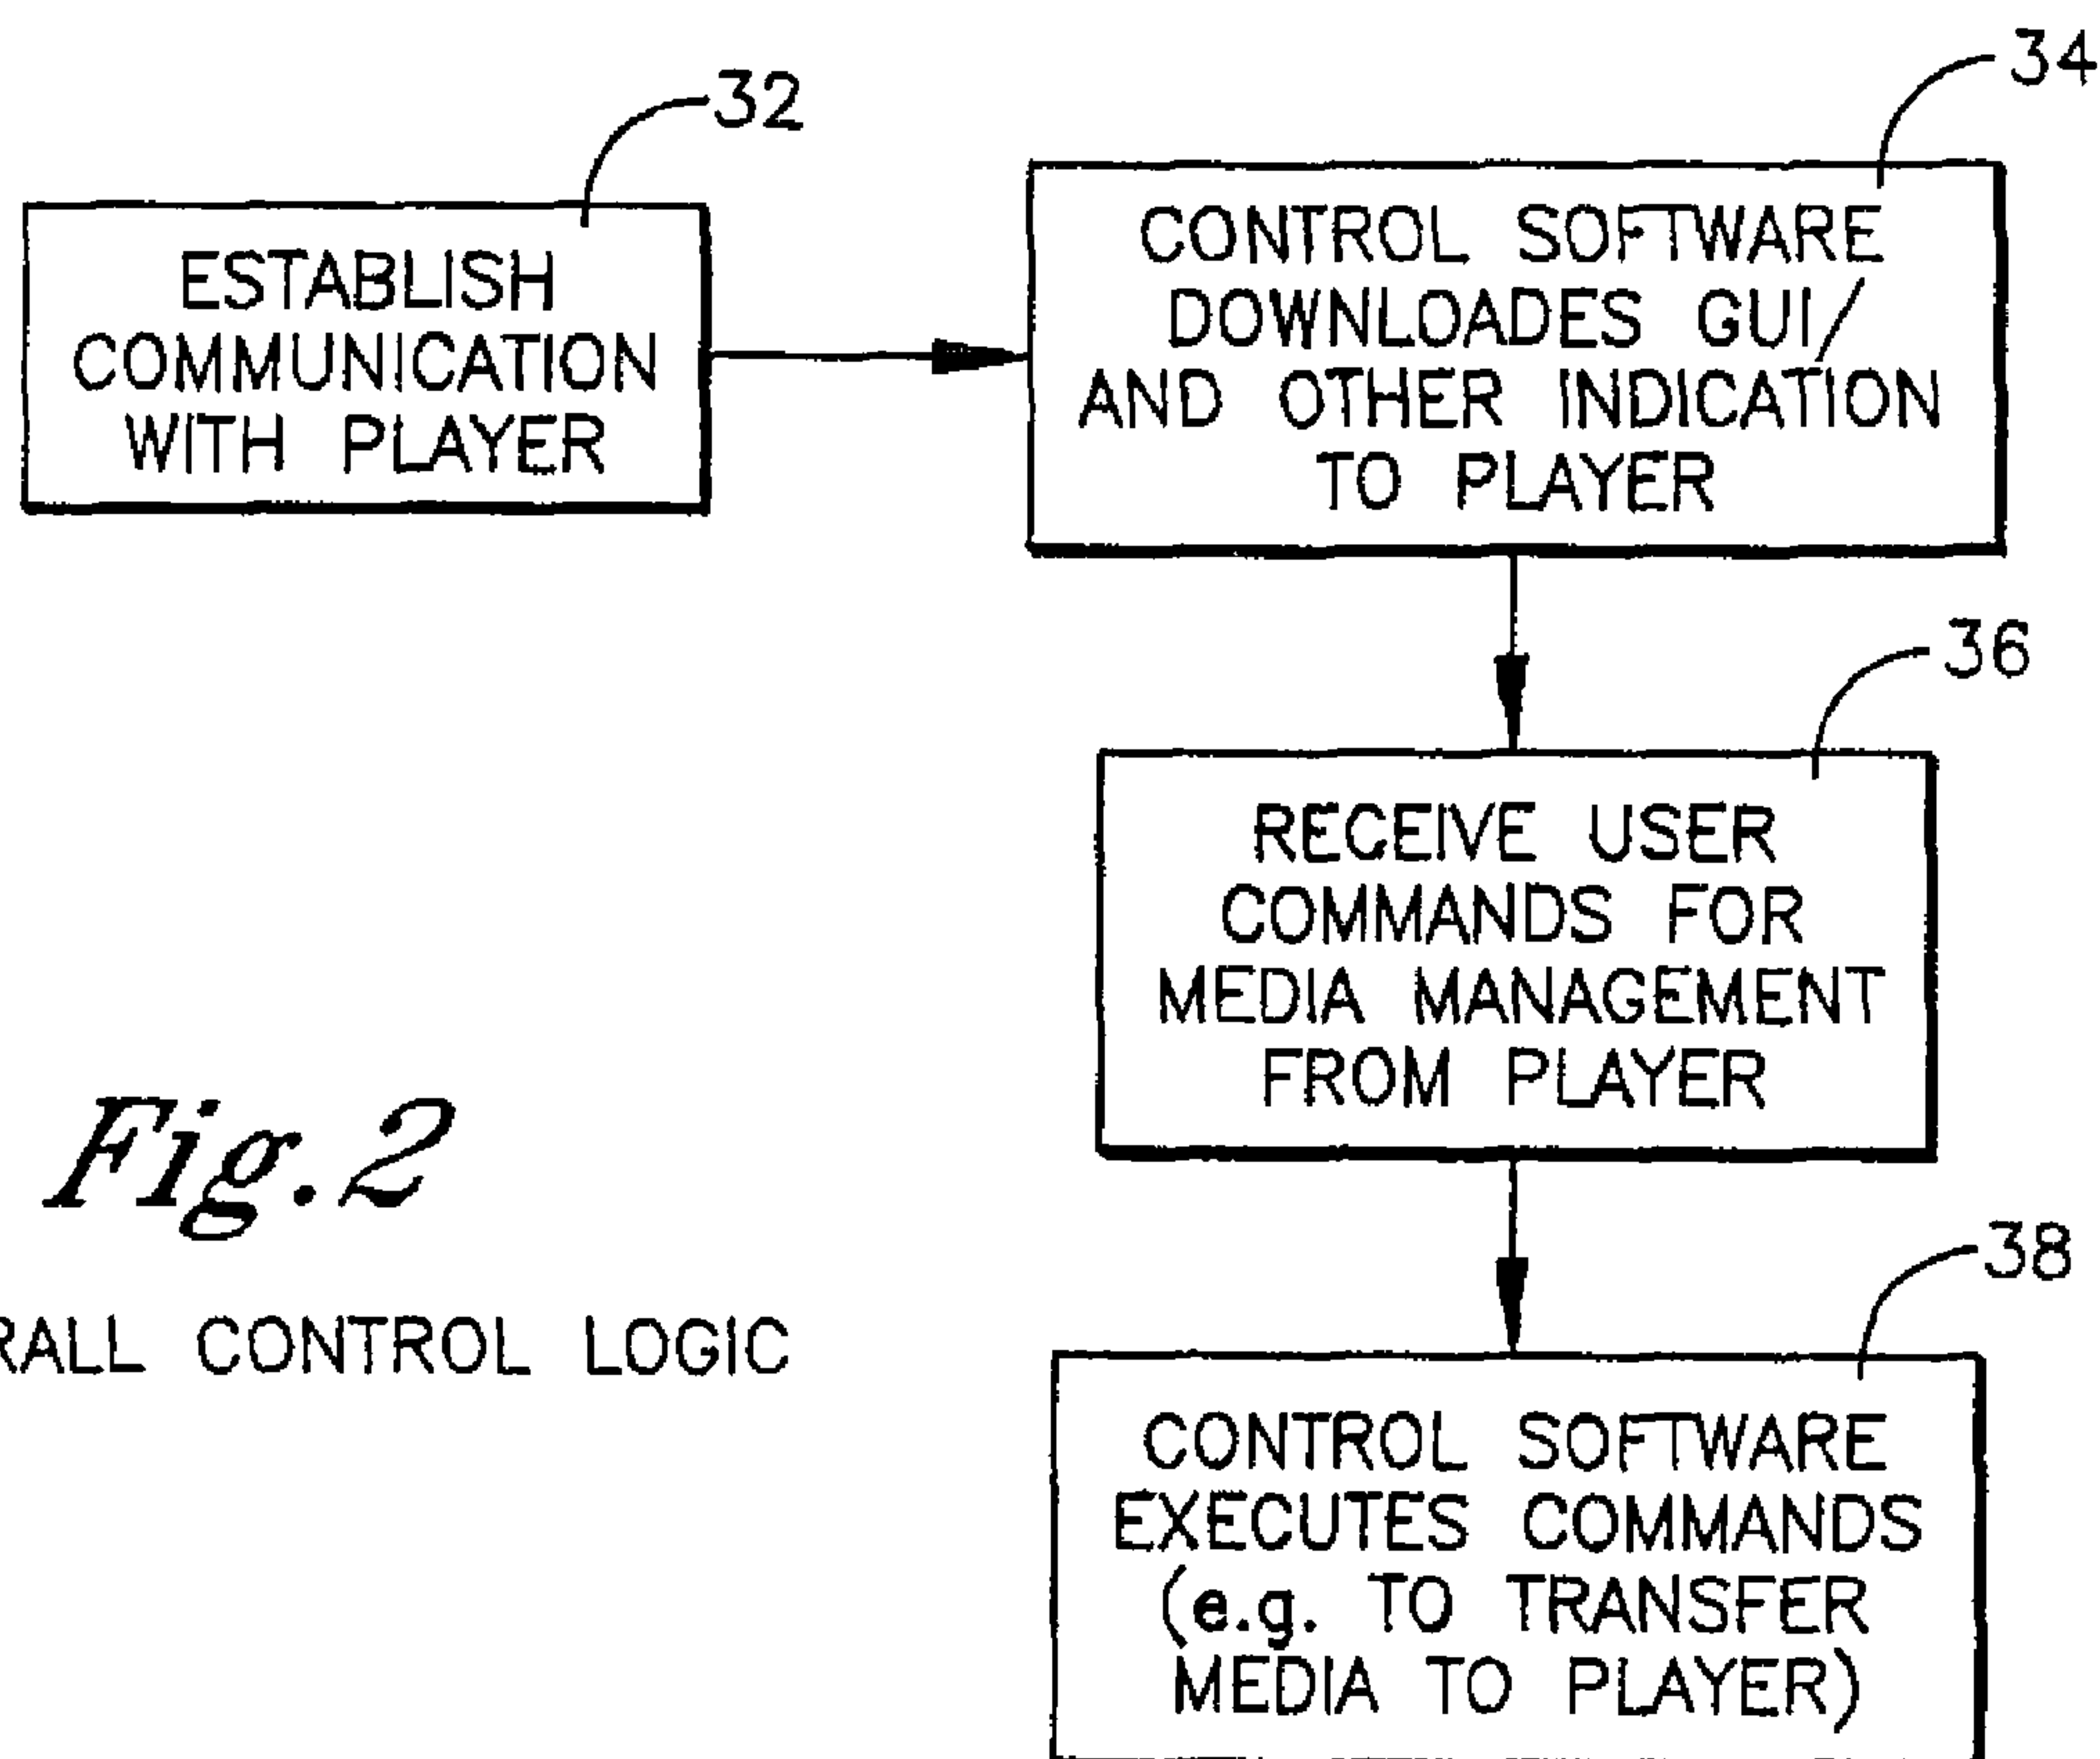 32
ESTABLISH
COMMUNICATION
WITH PLAYER
34
CONTROL SOFTWARE
DOWNLOADES GUI/
AND OTHER INDICATION
TO PLAYER
36
RECEIVE USER
COMMANDS FOR
MEDIA MANAGEMENT
FROM PLAYER
Fig.2
RALL CONTROL LOGIC
38
CONTROL SOFTWARE
EXECUTES COMMANDS
(e.g. TO TRANSFER
MEDIA TO PLAYER)